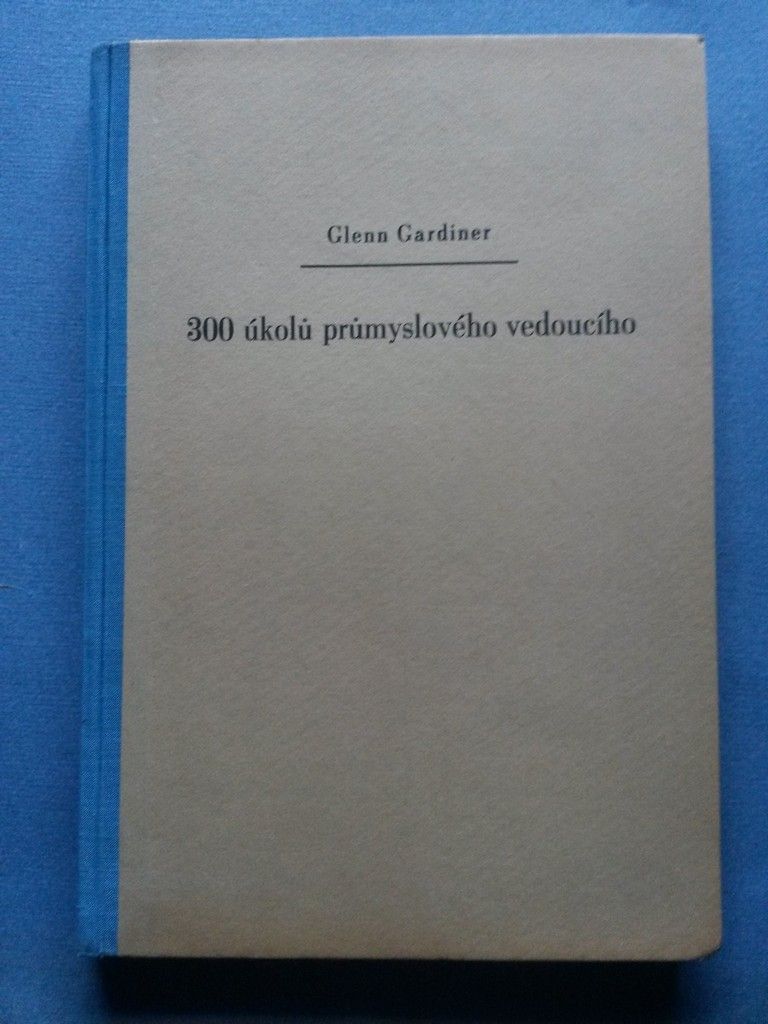 Glenn Gardiner
300 úkolů průmyslového vedoucího